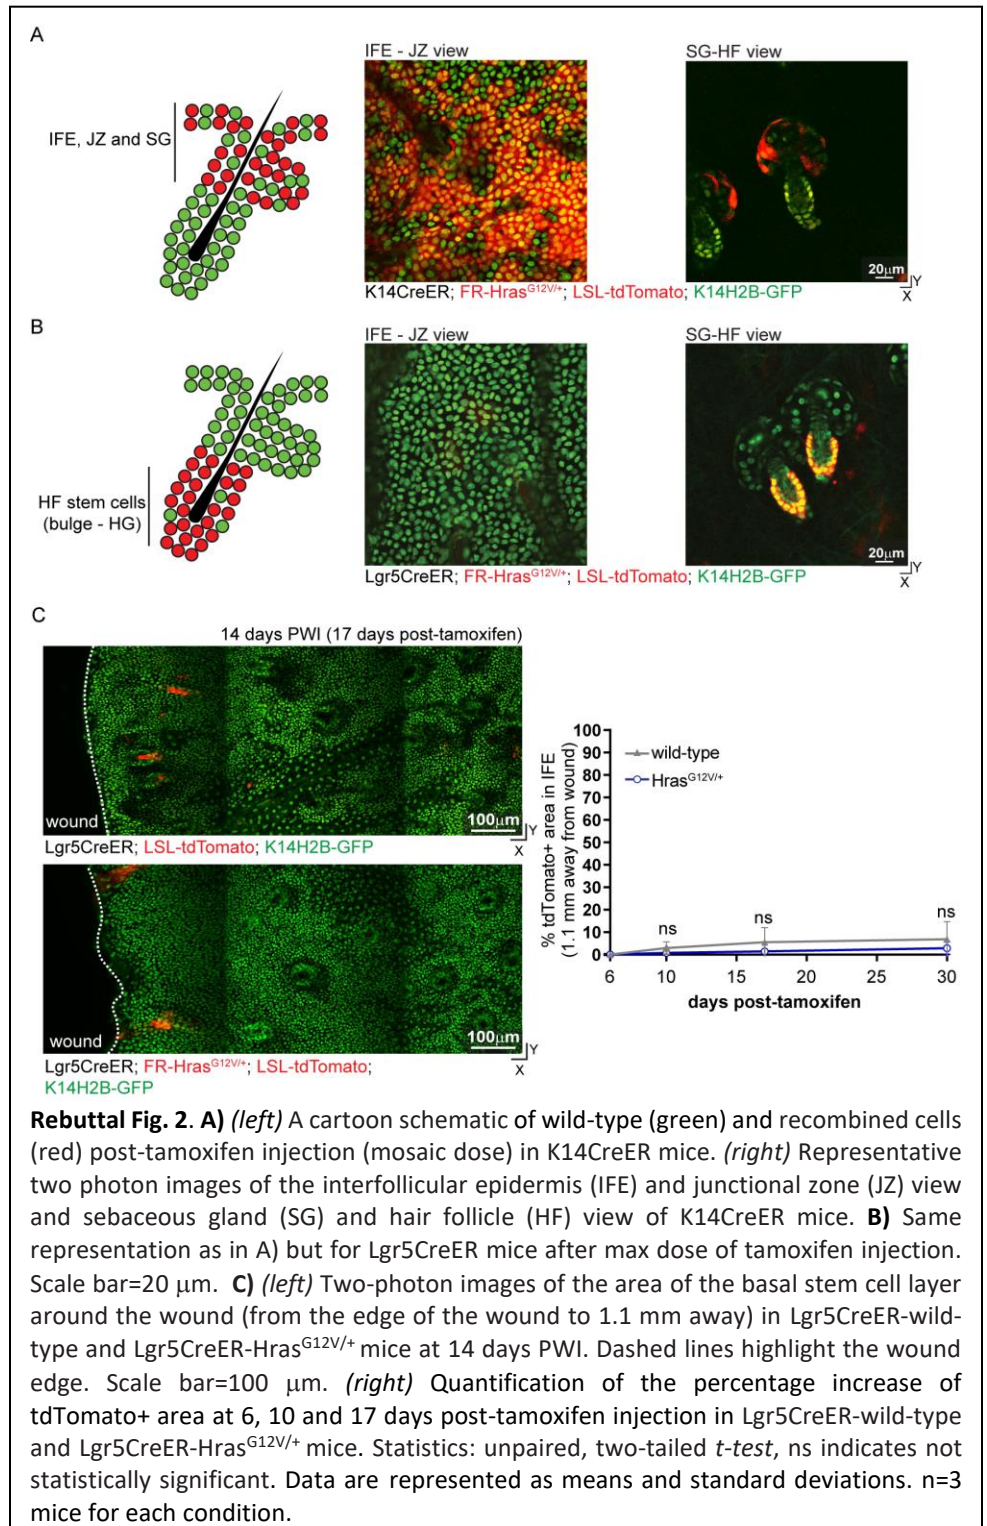 A
IFE - JZ view
SG-HF view
IFE, JZ and SG
20μm
Y
X
K14CreER; FR-Hras^G12V/+; LSL-tdTomato; K14H2B-GFP
B
IFE - JZ view
SG-HF view
HF stem cells
(bulge - HG)
20μm
Y
X
Lgr5CreER; FR-Hras^G12V/+; LSL-tdTomato; K14H2B-GFP
C
14 days PWI (17 days post-tamoxifen)
wound
100μm
Y
X
Lgr5CreER; LSL-tdTomato; K14H2B-GFP
wound
100μm
Y
X
Lgr5CreER; FR-Hras^G12V/+; LSL-tdTomato;
K14H2B-GFP
% tdTomato+ area in IFE
(1.1 mm away from wound)
100
90
80
70
60
50
40
30
20
10
0
wild-type
Hras^G12V/+
ns
ns
ns
6
10
15
20
25
30
days post-tamoxifen
Rebuttal Fig. 2. A) (left) A cartoon schematic of wild-type (green) and recombined cells
(red) post-tamoxifen injection (mosaic dose) in K14CreER mice. (right) Representative
two photon images of the interfollicular epidermis (IFE) and junctional zone (JZ) view
and sebaceous gland (SG) and hair follicle (HF) view of K14CreER mice. B) Same
representation as in A) but for Lgr5CreER mice after max dose of tamoxifen injection.
Scale bar=20 μm. C) (left) Two-photon images of the area of the basal stem cell layer
around the wound (from the edge of the wound to 1.1 mm away) in Lgr5CreER-wild-
type and Lgr5CreER-Hras^G12V/+ mice at 14 days PWI. Dashed lines highlight the wound
edge. Scale bar=100 μm. (right) Quantification of the percentage increase of
tdTomato+ area at 6, 10 and 17 days post-tamoxifen injection in Lgr5CreER-wild-type
and Lgr5CreER-Hras^G12V/+ mice. Statistics: unpaired, two-tailed t-test, ns indicates not
statistically significant. Data are represented as means and standard deviations. n=3
mice for each condition.